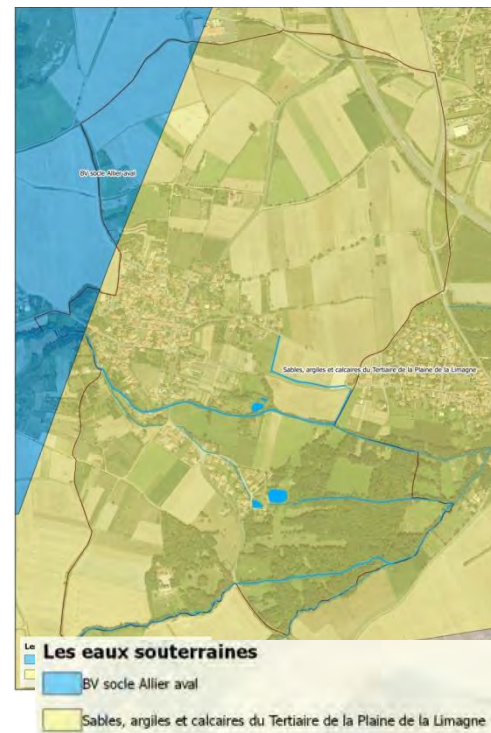 BV socle Allier aval
Sables, argiles et calcaires du Tertiaire de la Plaine de la Limagne
Les eaux souterraines
BV socle Allier aval
Sables, argiles et calcaires du Tertiaire de la Plaine de la Limagne